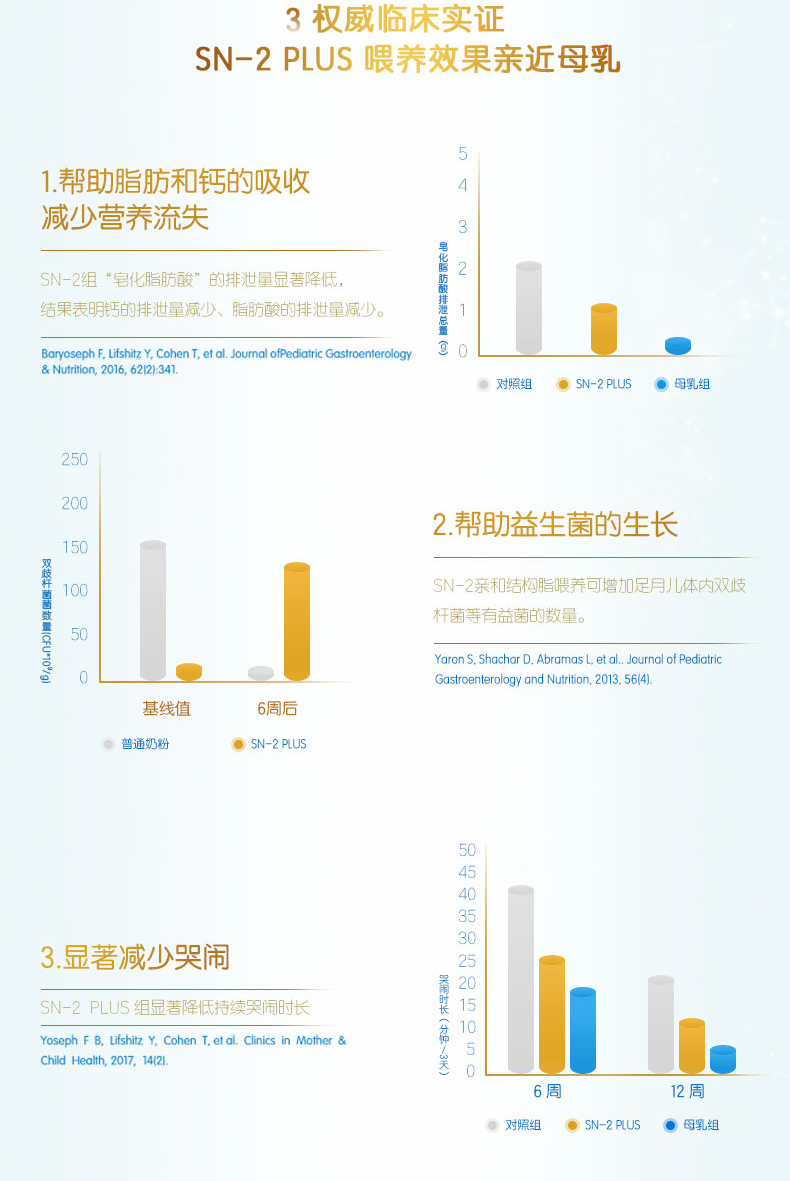 3 权威临床实证
SN-2 PLUS 喂养效果亲近母乳
1.帮助脂肪和钙的吸收
减少营养流失
SN-2组“皂化脂肪酸”的排泄量显著降低，
结果表明钙的排泄量减少、脂肪酸的排泄量减少。
Baryoseph F, Lifshitz Y, Cohen T, et al. Journal ofPediatric Gastroenterology
& Nutrition, 2016, 62(2):341.
皂化脂肪酸排泄总量(g)
5
4
3
2
1
0
对照组 SN-2 PLUS 母乳组
双歧杆菌菌数量(CFU*10⁹/g)
250
200
150
100
50
0
基线值 6周后
普通奶粉 SN-2 PLUS
2.帮助益生菌的生长
SN-2亲和结构脂喂养可增加足月儿体内双歧
杆菌等有益菌的数量。
Yaron S, Shachar D, Abramas L, et al.. Journal of Pediatric
Gastroenterology and Nutrition, 2013, 56(4).
3.显著减少哭闹
SN-2 PLUS 组显著降低持续哭闹时长
Yoseph F B, Lifshitz Y, Cohen T, et al. Clinics in Mother &
Child Health, 2017, 14(2).
哭闹时长(分钟/3天)
50
45
40
35
30
25
20
15
10
5
0
6 周 12 周
对照组 SN-2 PLUS 母乳组